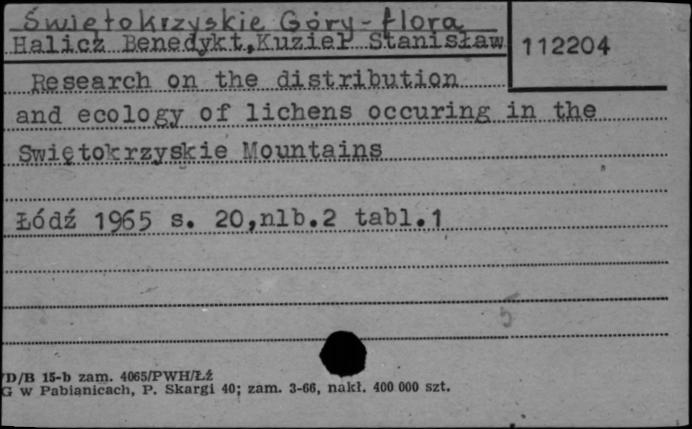 Świętokrzyskie Góry - flora
Halicz Benedykt,Kuziel Stanisław
112204
Research on the distribution
and ecology of lichens occuring in the
Swiętokrzyskie Mountains
Łódź 1965 s. 20,nlb.2 tabl.1
5
D/B 15-b zam. 4065/PWH/Łź
G w Pabianicach, P. Skargi 40; zam. 3-66, nakł. 400 000 szt.